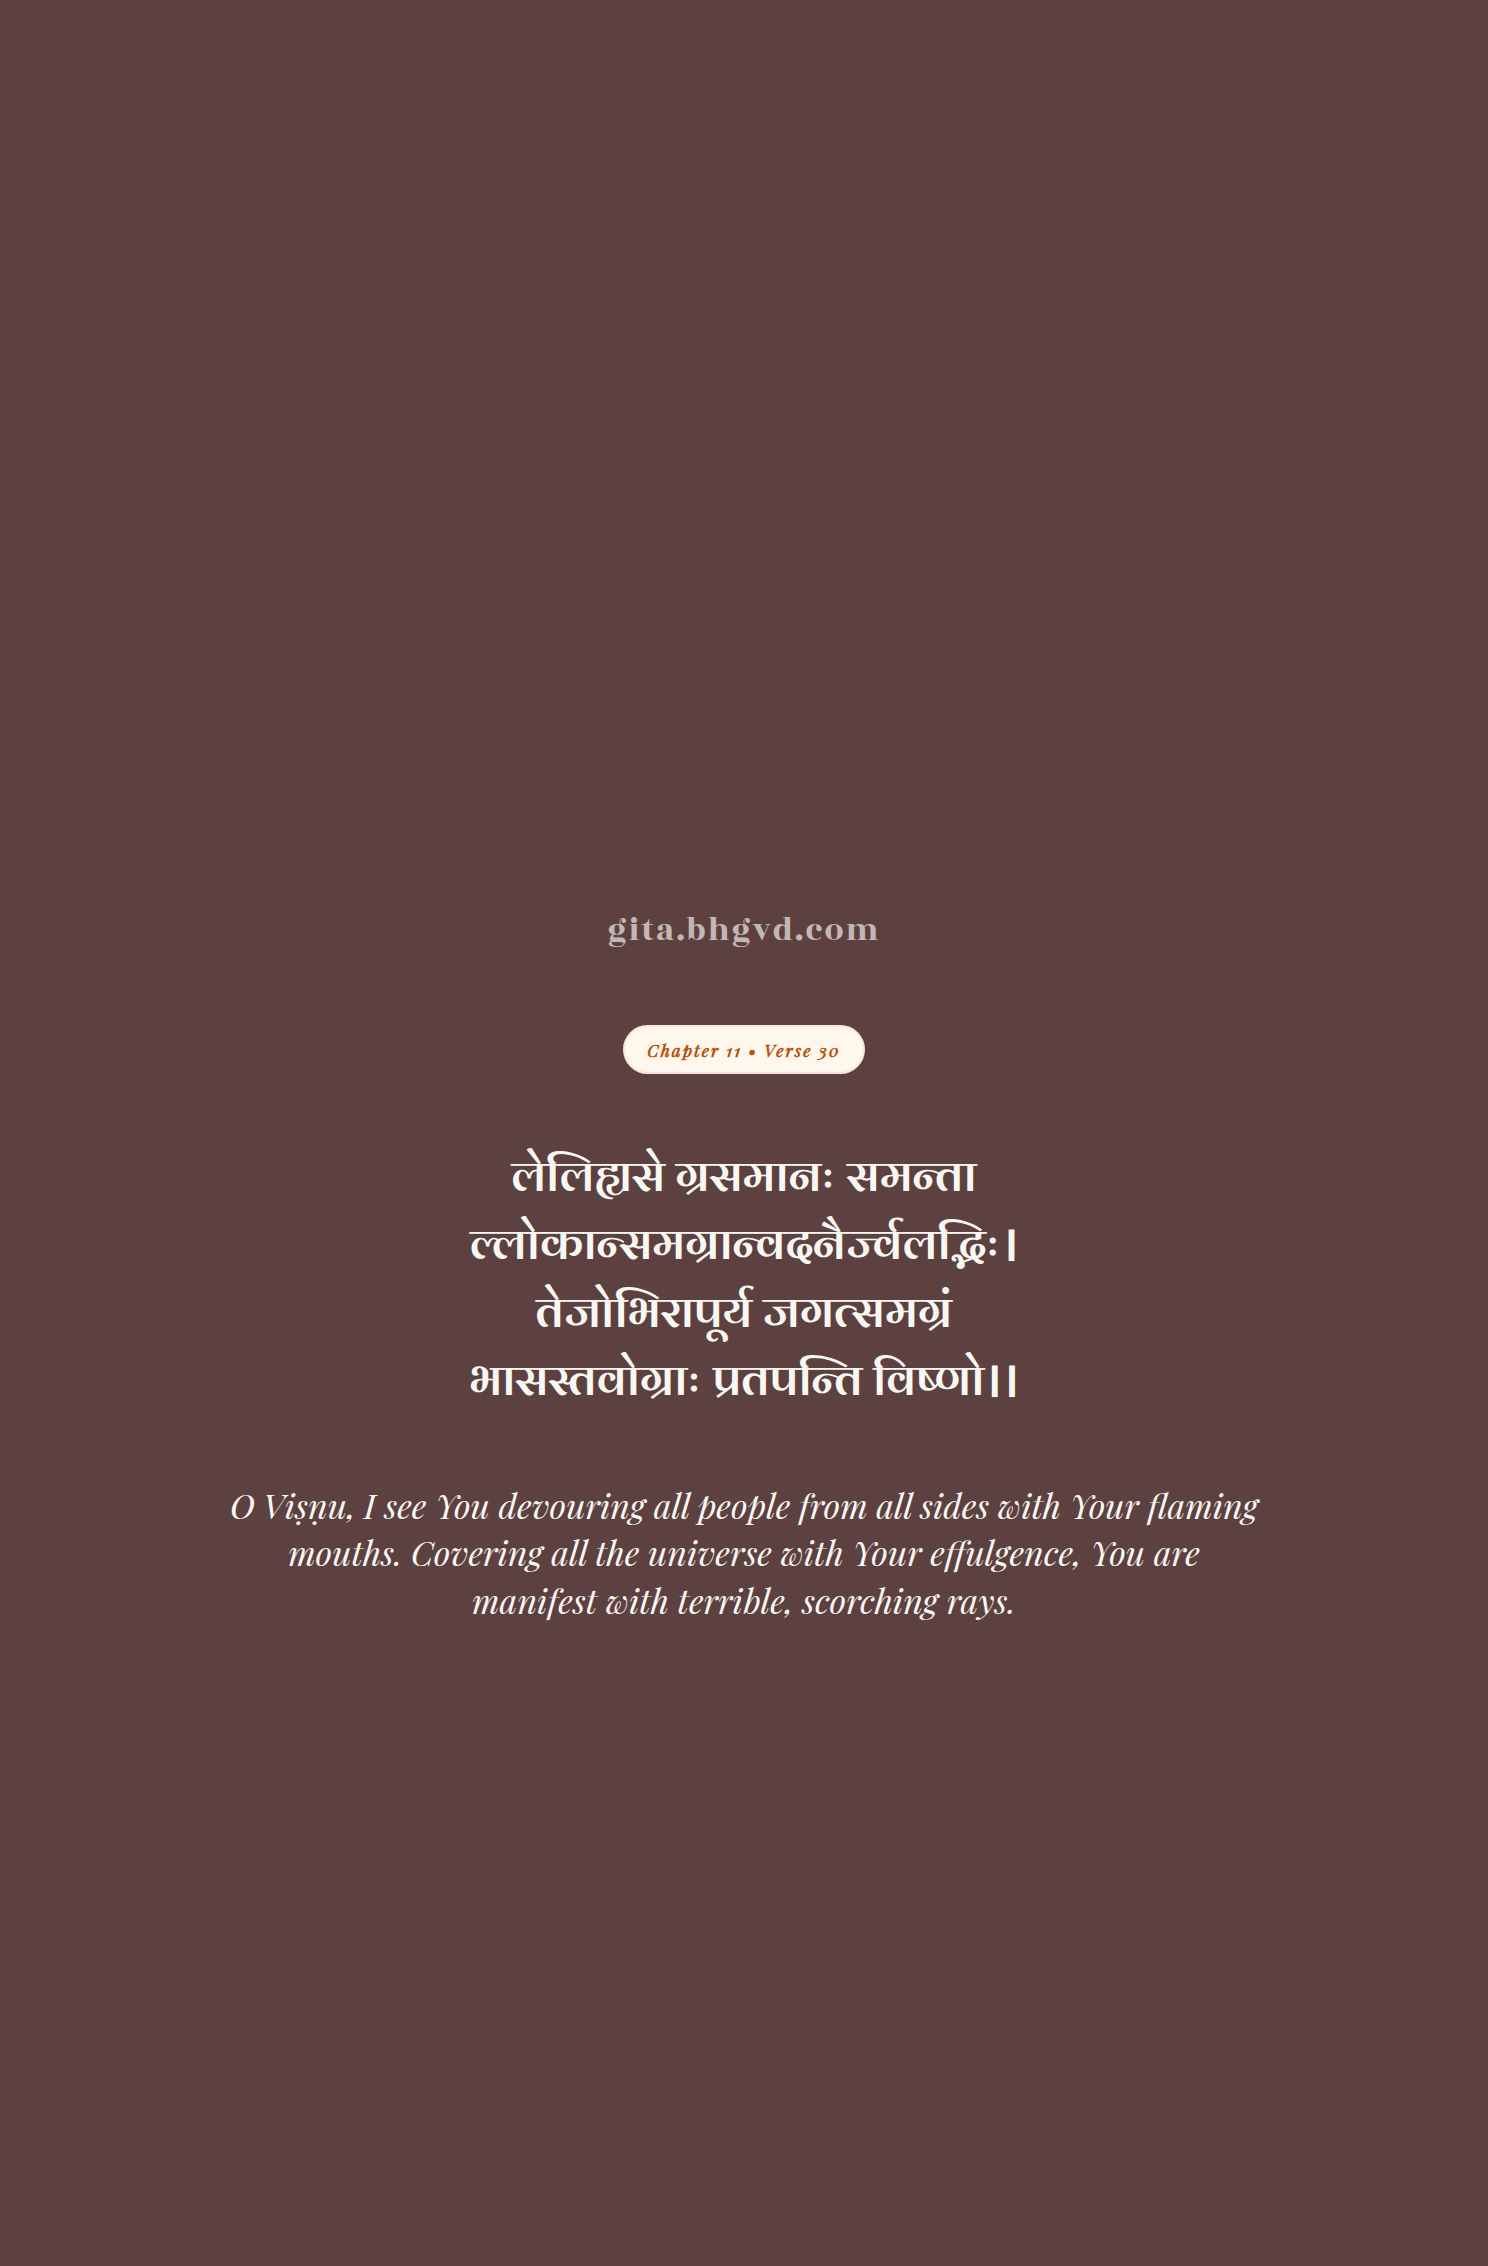 gita.bhgvd.com
Chapter 11 • Verse 30
लेलिह्यसे ग्रसमानः समन्ता
ल्लोकान्समग्रान्वदनैर्ज्वलद्भिः।
तेजोभिरापूर्य जगत्समग्रं
भासस्तवोग्राः प्रतपन्ति विष्णो।।
O Viṣṇu, I see You devouring all people from all sides with Your flaming
mouths. Covering all the universe with Your effulgence, You are
manifest with terrible, scorching rays.